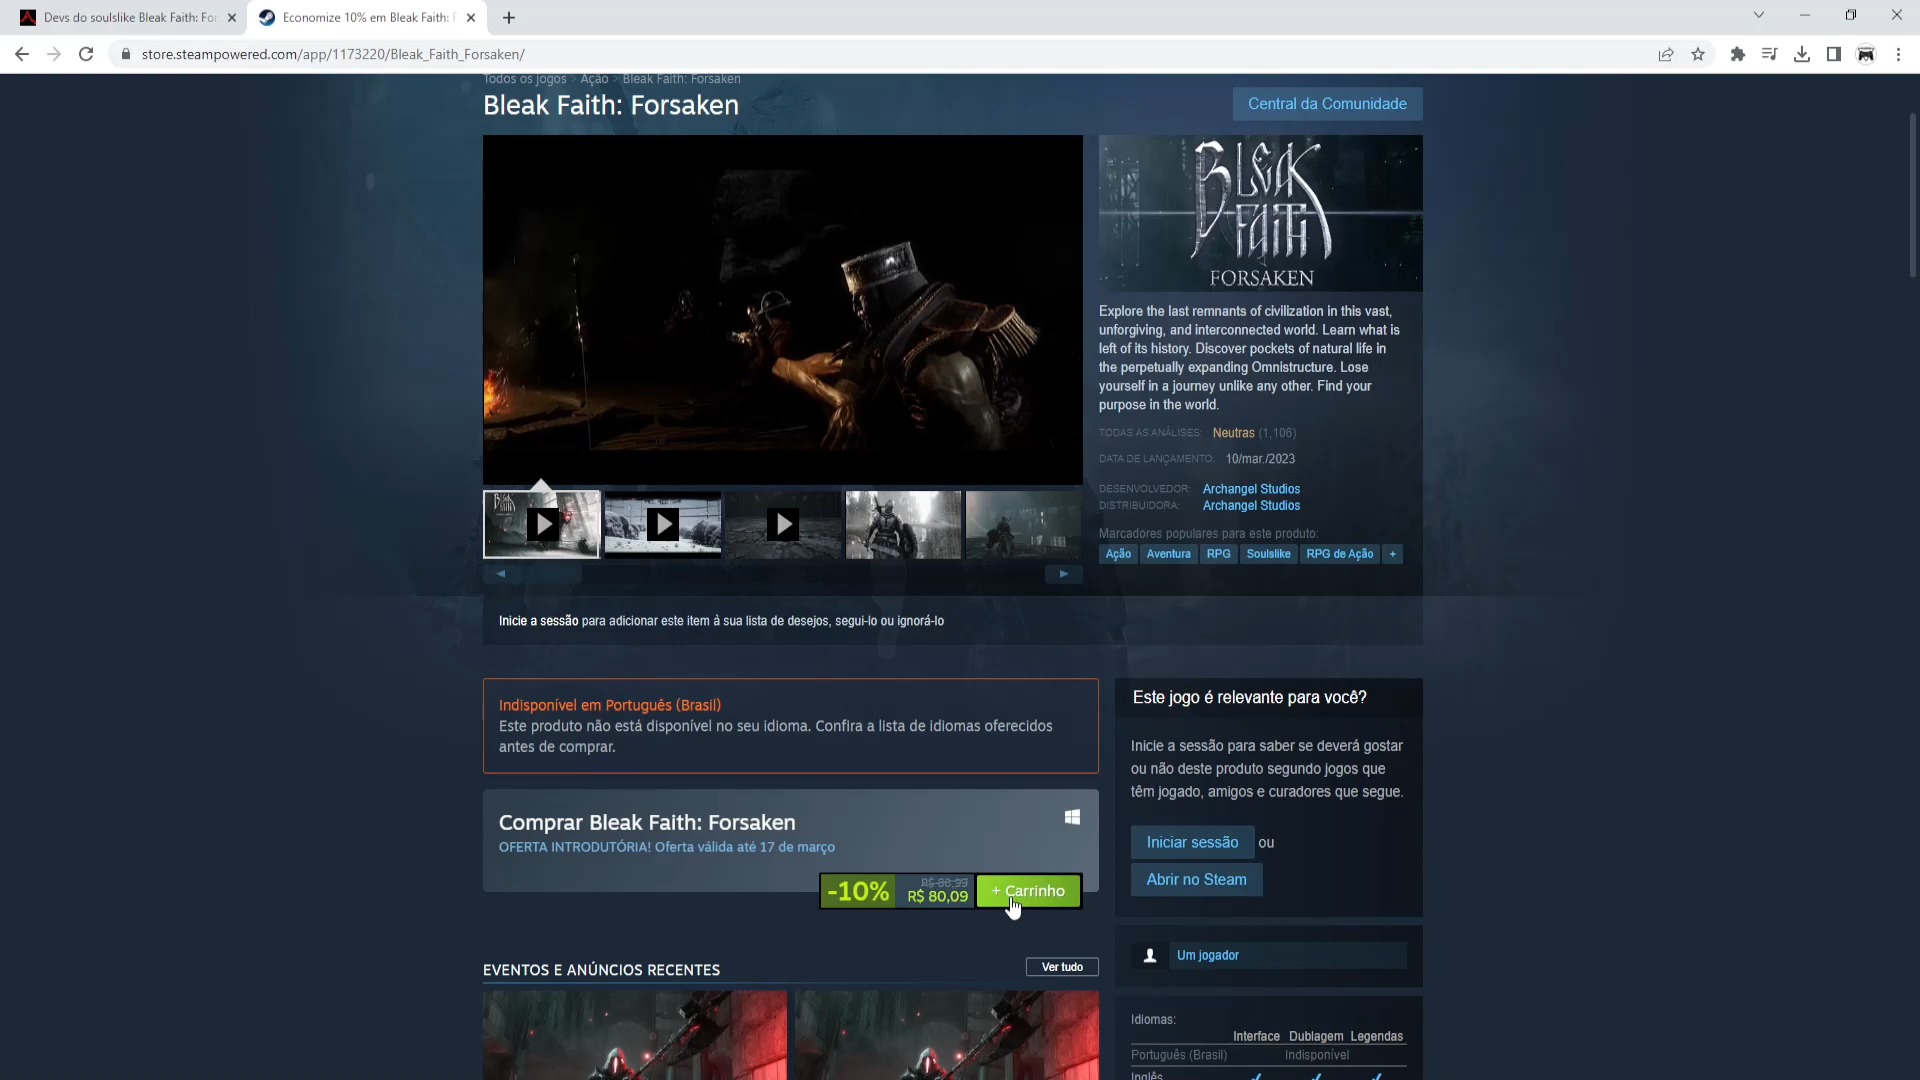 Devs do soulslike Bleak Faith: For
Economize 10% em Bleak Faith: F
store.steampowered.com/app/1173220/Bleak_Faith_Forsaken/
Todos os jogos > Ação > Bleak Faith: Forsaken
Bleak Faith: Forsaken
Central da Comunidade
BLEAK
FAITH
FORSAKEN
Explore the last remnants of civilization in this vast,
unforgiving, and interconnected world. Learn what is
left of its history. Discover pockets of natural life in
the perpetually expanding Omnistructure. Lose
yourself in a journey unlike any other. Find your
purpose in the world.
TODAS AS ANÁLISES: Neutras (1,106)
DATA DE LANÇAMENTO: 10/mar./2023
DESENVOLVEDOR: Archangel Studios
DISTRIBUIDORA: Archangel Studios
Marcadores populares para este produto:
Ação Aventura RPG Soulslike RPG de Ação +
Inicie a sessão para adicionar este item à sua lista de desejos, segui-lo ou ignorá-lo
Indisponível em Português (Brasil)
Este produto não está disponível no seu idioma. Confira a lista de idiomas oferecidos
antes de comprar.
Comprar Bleak Faith: Forsaken
OFERTA INTRODUTÓRIA! Oferta válida até 17 de março
-10% R$ 88,99
R$ 80,09
+ Carrinho
Este jogo é relevante para você?
Inicie a sessão para saber se deverá gostar
ou não deste produto segundo jogos que
têm jogado, amigos e curadores que segue.
Iniciar sessão ou
Abrir no Steam
EVENTOS E ANÚNCIOS RECENTES
Ver tudo
Um jogador
Idiomas:
Interface Dublagem Legendas
Português (Brasil) Indisponível
Inglês